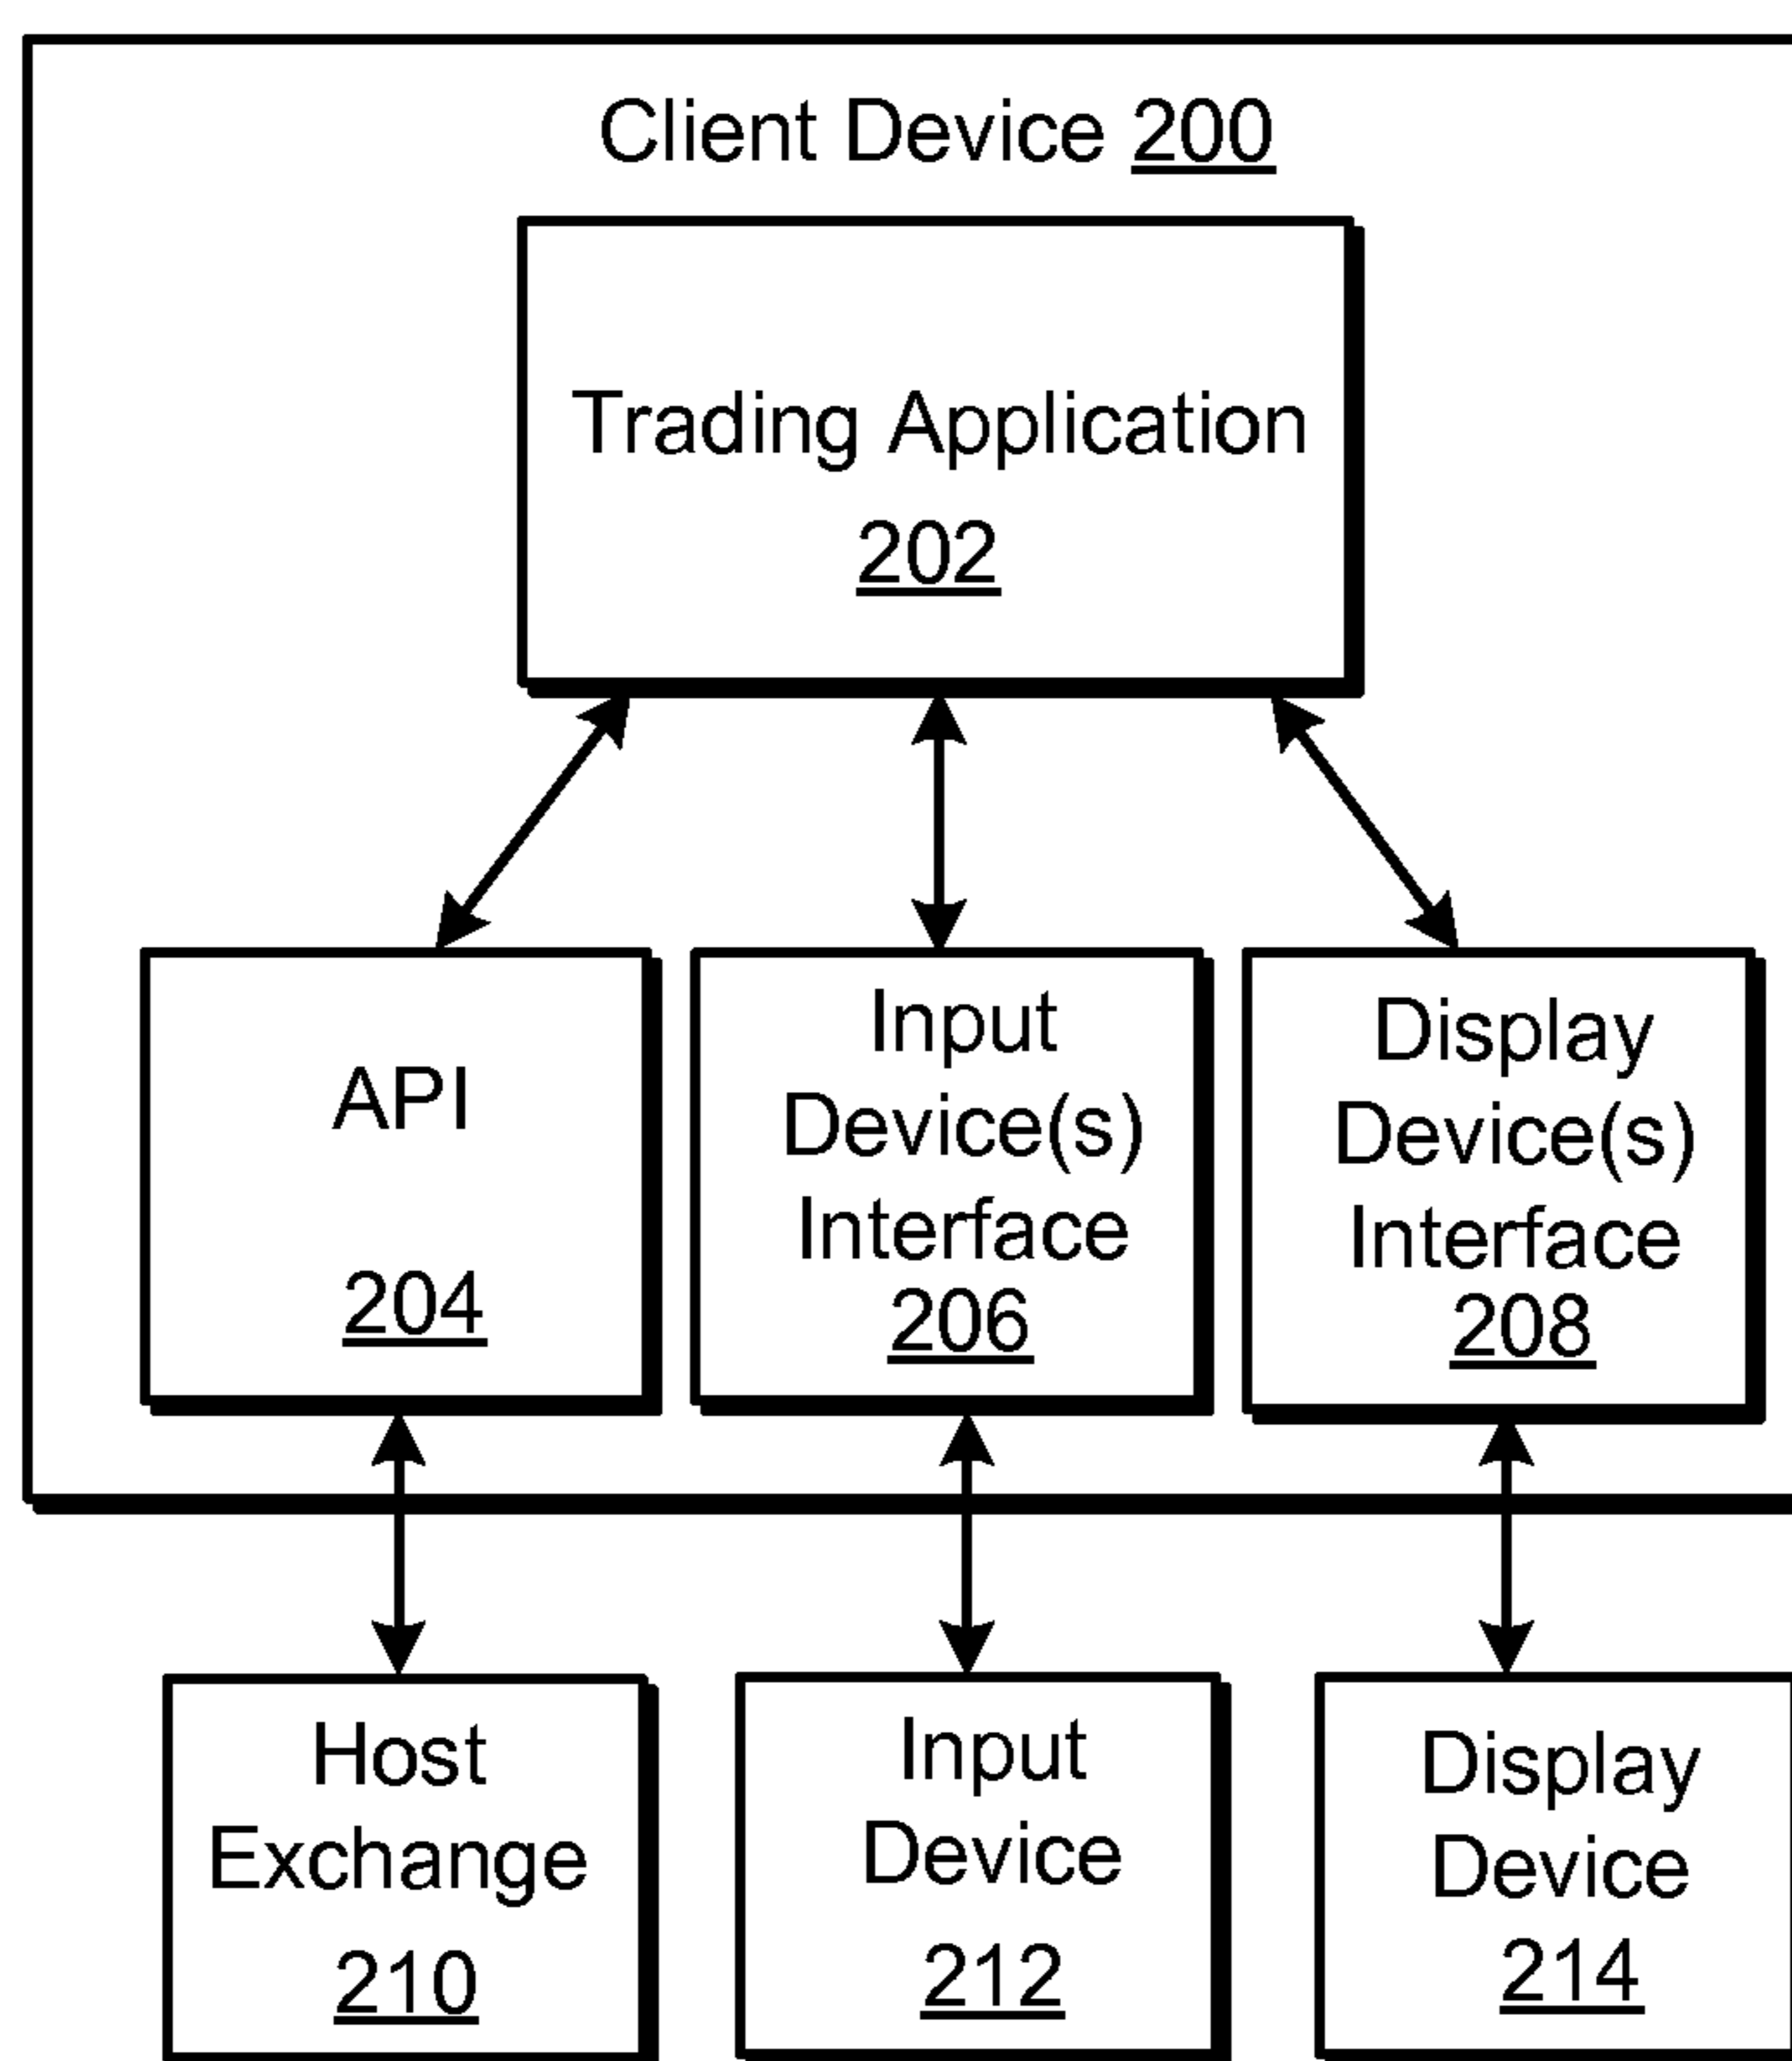 Client Device 200
Trading Application
202
API
204
Input
Device(s)
Interface
206
Display
Device(s)
Interface
208
Host
Exchange
210
Input
Device
212
Display
Device
214